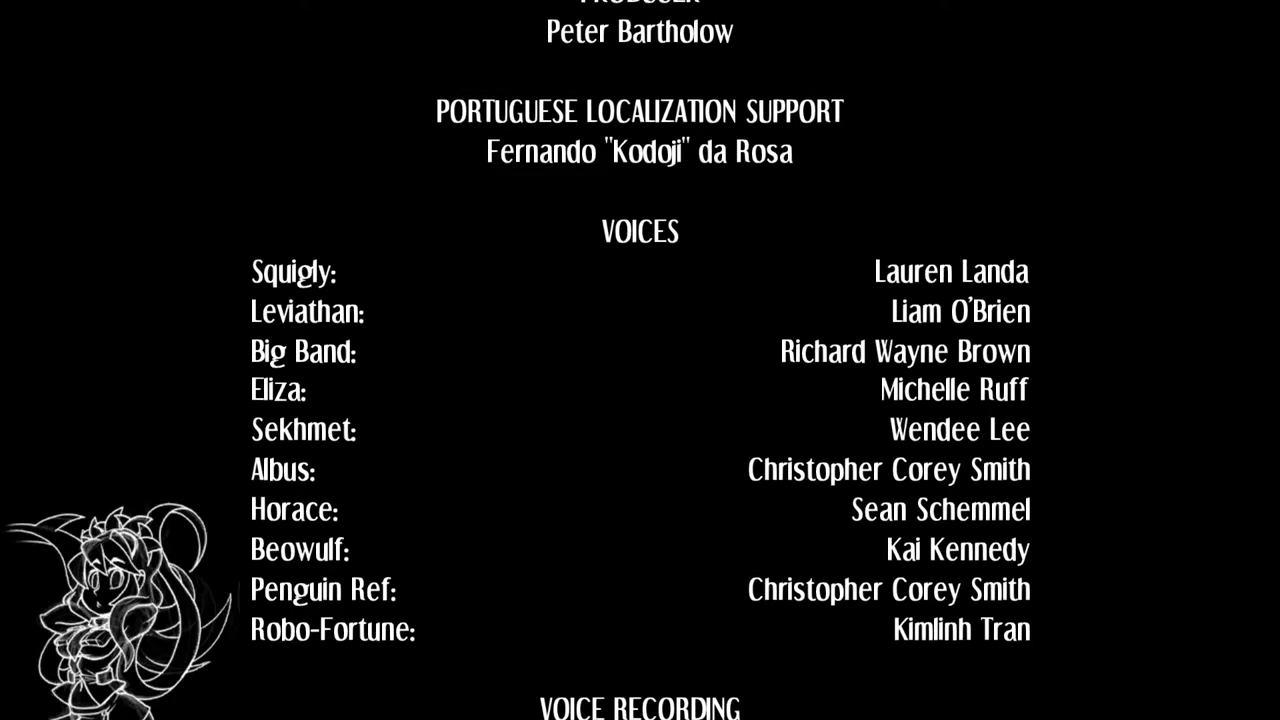 PRODUCER
Peter Bartholow
PORTUGUESE LOCALIZATION SUPPORT
Fernando "Kodoji" da Rosa
VOICES
Squigly: Lauren Landa
Leviathan: Liam O'Brien
Big Band: Richard Wayne Brown
Eliza: Michelle Ruff
Sekhmet: Wendee Lee
Albus: Christopher Corey Smith
Horace: Sean Schemmel
Beowulf: Kai Kennedy
Penguin Ref: Christopher Corey Smith
Robo-Fortune: Kimlinh Tran
VOICE RECORDING